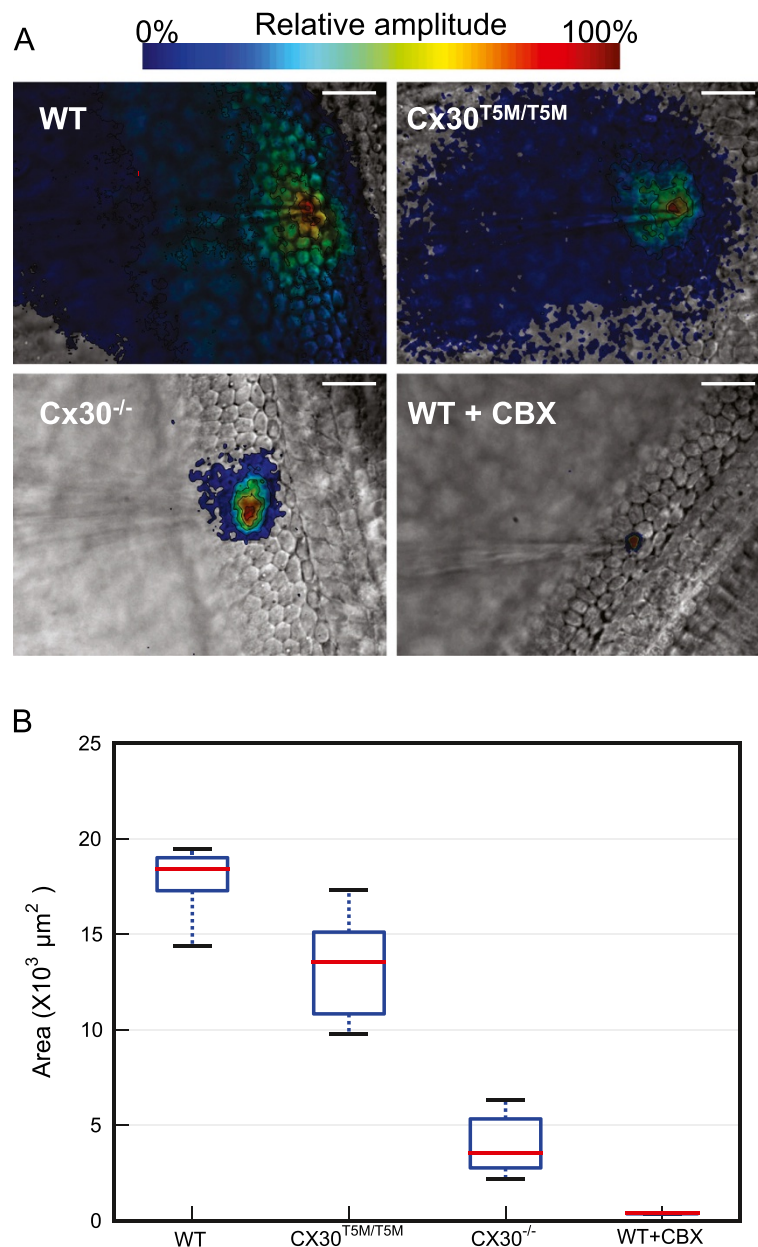 A
Relative amplitude
0% 100%
WT
Cx30T5M/T5M
Cx30-/-
WT + CBX
B
Area (X10³ µm²)
25
20
15
10
5
0
WT CX30T5M/T5M CX30-/- WT+CBX